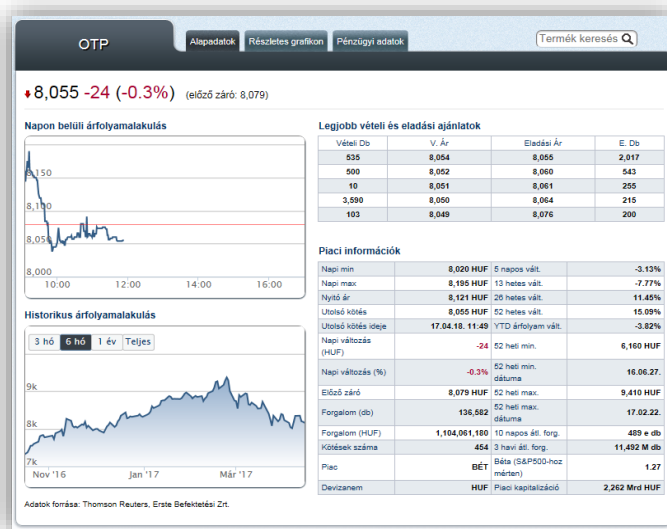 OTP
Alapadatok Részletes grafikon Pénzügyi adatok
Termék keresés
8,055 -24 (-0.3%) (előző záró: 8,079)
Napon belüli árfolyamalakulás
8,150
8,100
8,050
8,000
10:00 12:00 14:00 16:00
Historikus árfolyamalakulás
3 hó 6 hó 1 év Teljes
9k
8k
7k
Nov '16 Jan '17 Már '17
Adatok forrása: Thomson Reuters, Erste Befektetési Zrt.
Legjobb vételi és eladási ajánlatok
Vételi Db V. Ár Eladási Ár E. Db
535 8,054 8,055 2,017
500 8,052 8,060 543
10 8,051 8,061 255
3,590 8,050 8,064 215
103 8,049 8,076 200
Piaci információk
Napi min 8,020 HUF 5 napos vált. -3.13%
Napi max 8,195 HUF 13 hetes vált. -7.77%
Nyitó ár 8,121 HUF 26 hetes vált. 11.45%
Utolsó kötés 8,055 HUF 52 hetes vált. 15.09%
Utolsó kötés ideje 17.04.18. 11:49 YTD árfolyam vált. -3.82%
Napi változás (HUF) -24 52 heti min. 6,160 HUF
Napi változás (%) -0.3% 52 heti min. dátuma 16.06.27.
Előző záró 8,079 HUF 52 heti max. 9,410 HUF
Forgalom (db) 136,582 52 heti max. dátuma 17.02.22.
Forgalom (HUF) 1,104,061,180 10 napos átl. forg. 489 e db
Kötések száma 454 3 havi átl. forg. 11,492 M db
Piac BÉT Béta (S&P500-hoz mérten) 1.27
Devizanem HUF Piaci kapitalizáció 2,262 Mrd HUF